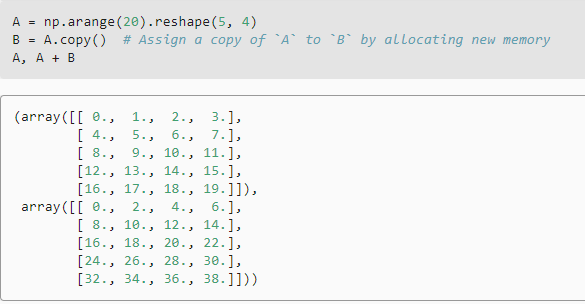 A = np.arange(20).reshape(5, 4)
B = A.copy()  # Assign a copy of `A` to `B` by allocating new memory
A, A + B
(array([[ 0.,  1.,  2.,  3.],
        [ 4.,  5.,  6.,  7.],
        [ 8.,  9., 10., 11.],
        [12., 13., 14., 15.],
        [16., 17., 18., 19.]]),
 array([[ 0.,  2.,  4.,  6.],
        [ 8., 10., 12., 14.],
        [16., 18., 20., 22.],
        [24., 26., 28., 30.],
        [32., 34., 36., 38.]]))